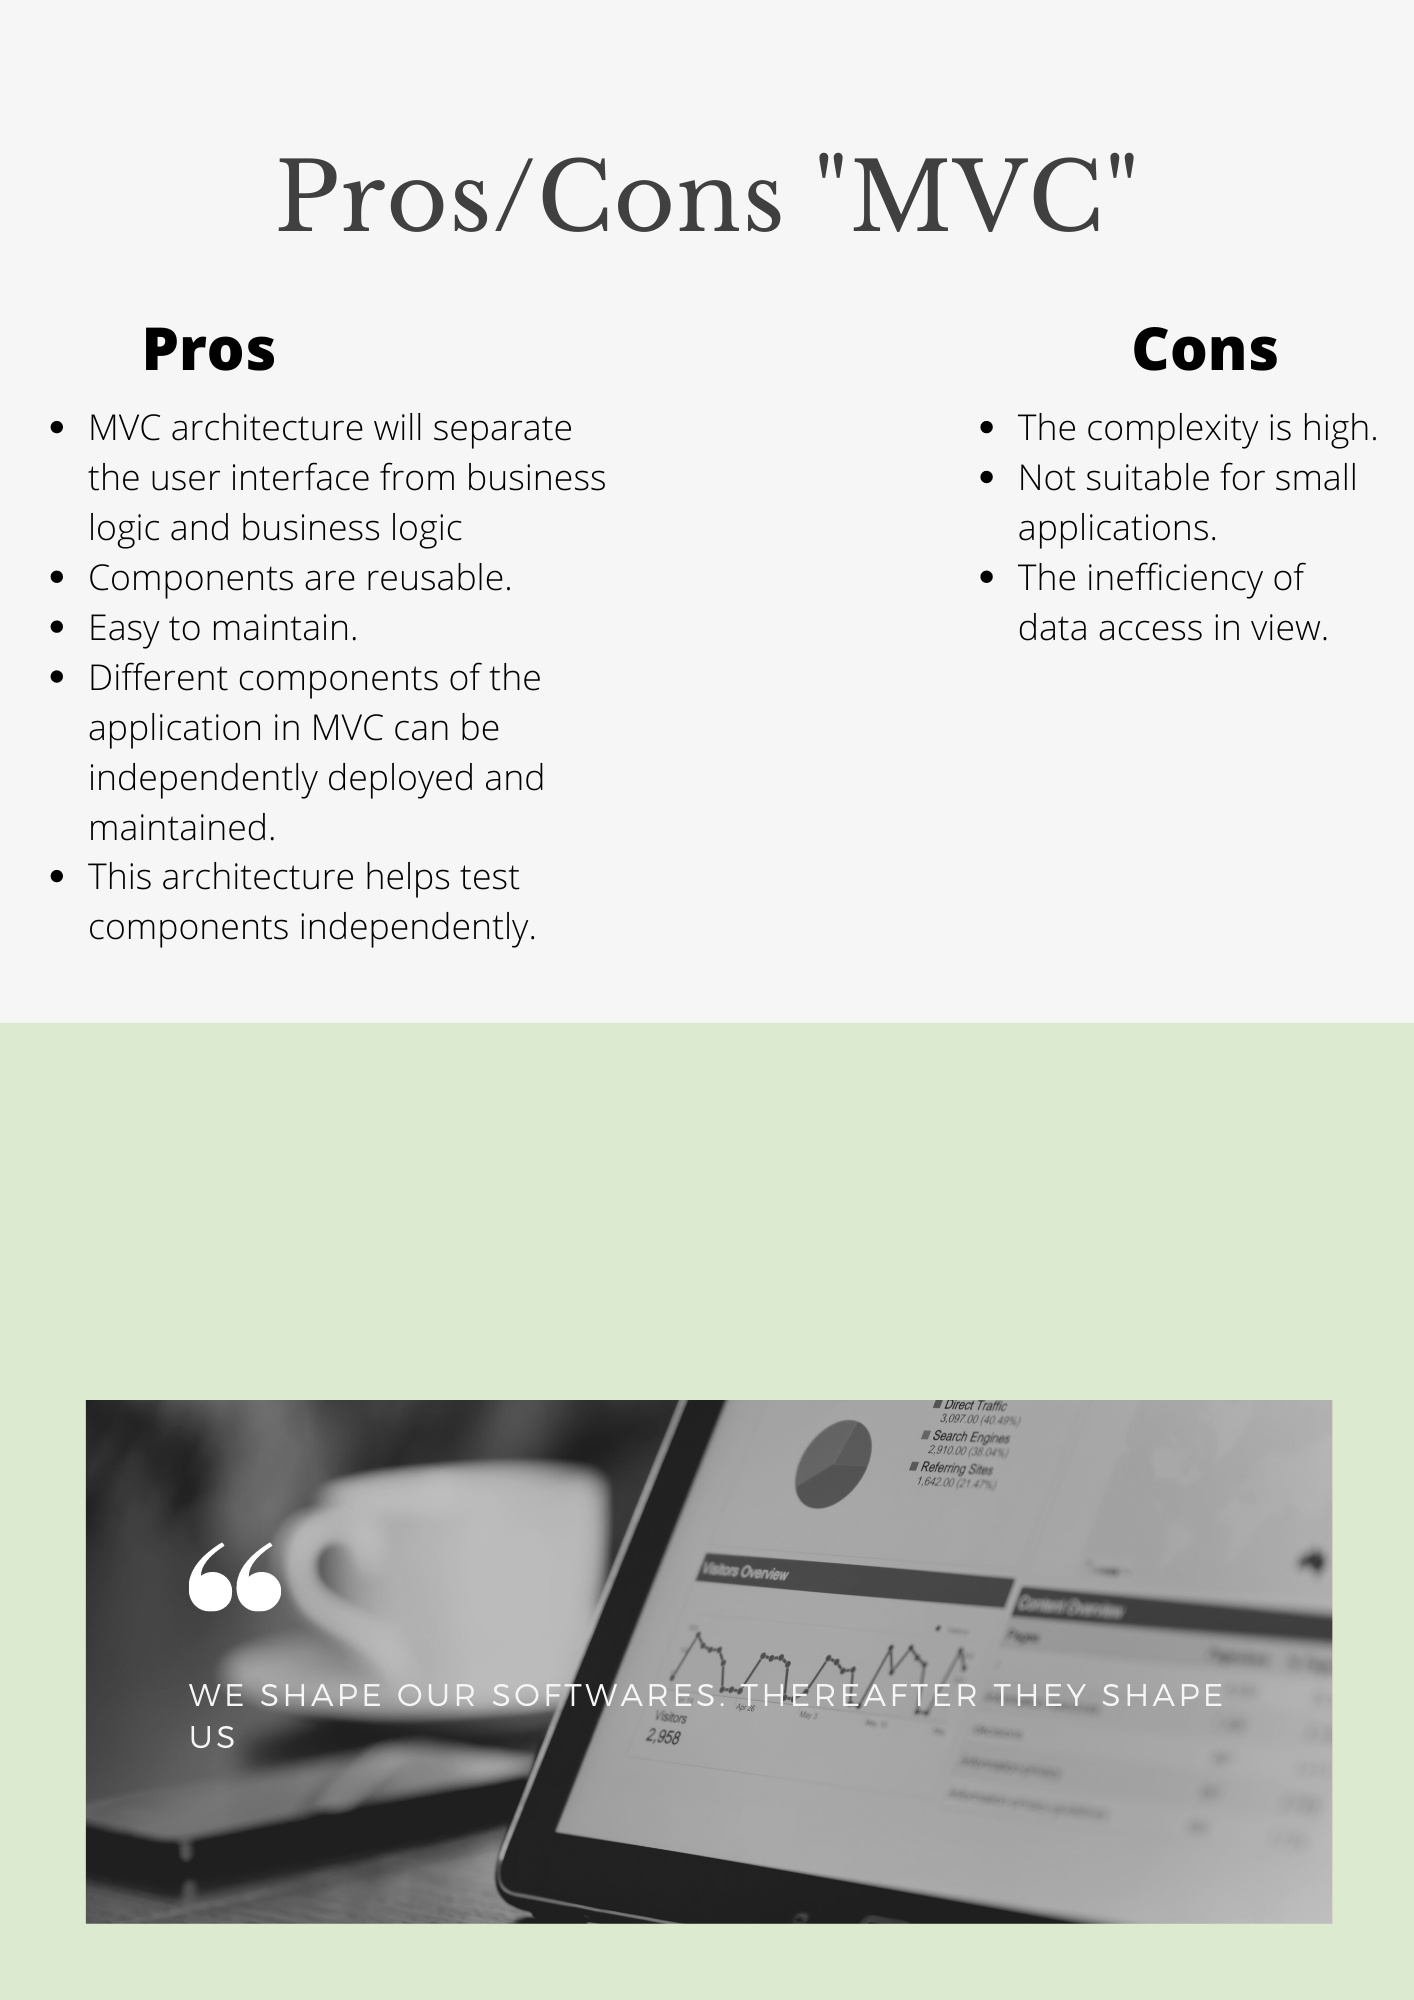 Pros/Cons "MVC"
Pros
• MVC architecture will separate
the user interface from business
logic and business logic
• Components are reusable.
• Easy to maintain.
• Different components of the
application in MVC can be
independently deployed and
maintained.
• This architecture helps test
components independently.
Cons
• The complexity is high.
• Not suitable for small
applications.
• The inefficiency of
data access in view.
Direct Traffic
3,097.00 (40.49%)
Search Engines
2,910.00 (38.04%)
Referring Sites
1,642.00 (21.47%)
Visitors Overview
Content Overview
Pages
“
WE SHAPE OUR SOFTWARES. THEREAFTER THEY SHAPE
US
Apr 26
May 3
Visitors
2,958